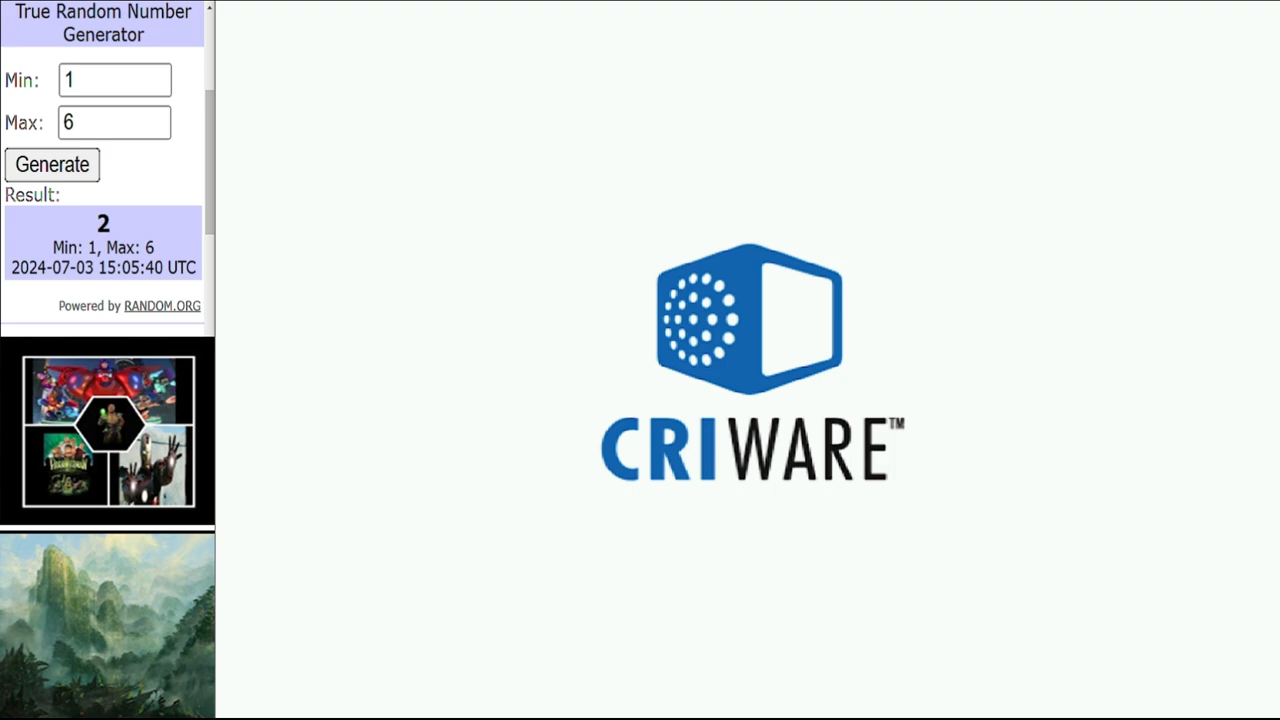 True Random Number
Generator
Min: 1
Max: 6
Generate
Result:
2
Min: 1, Max: 6
2024-07-03 15:05:40 UTC
Powered by RANDOM.ORG
CRIWARE™